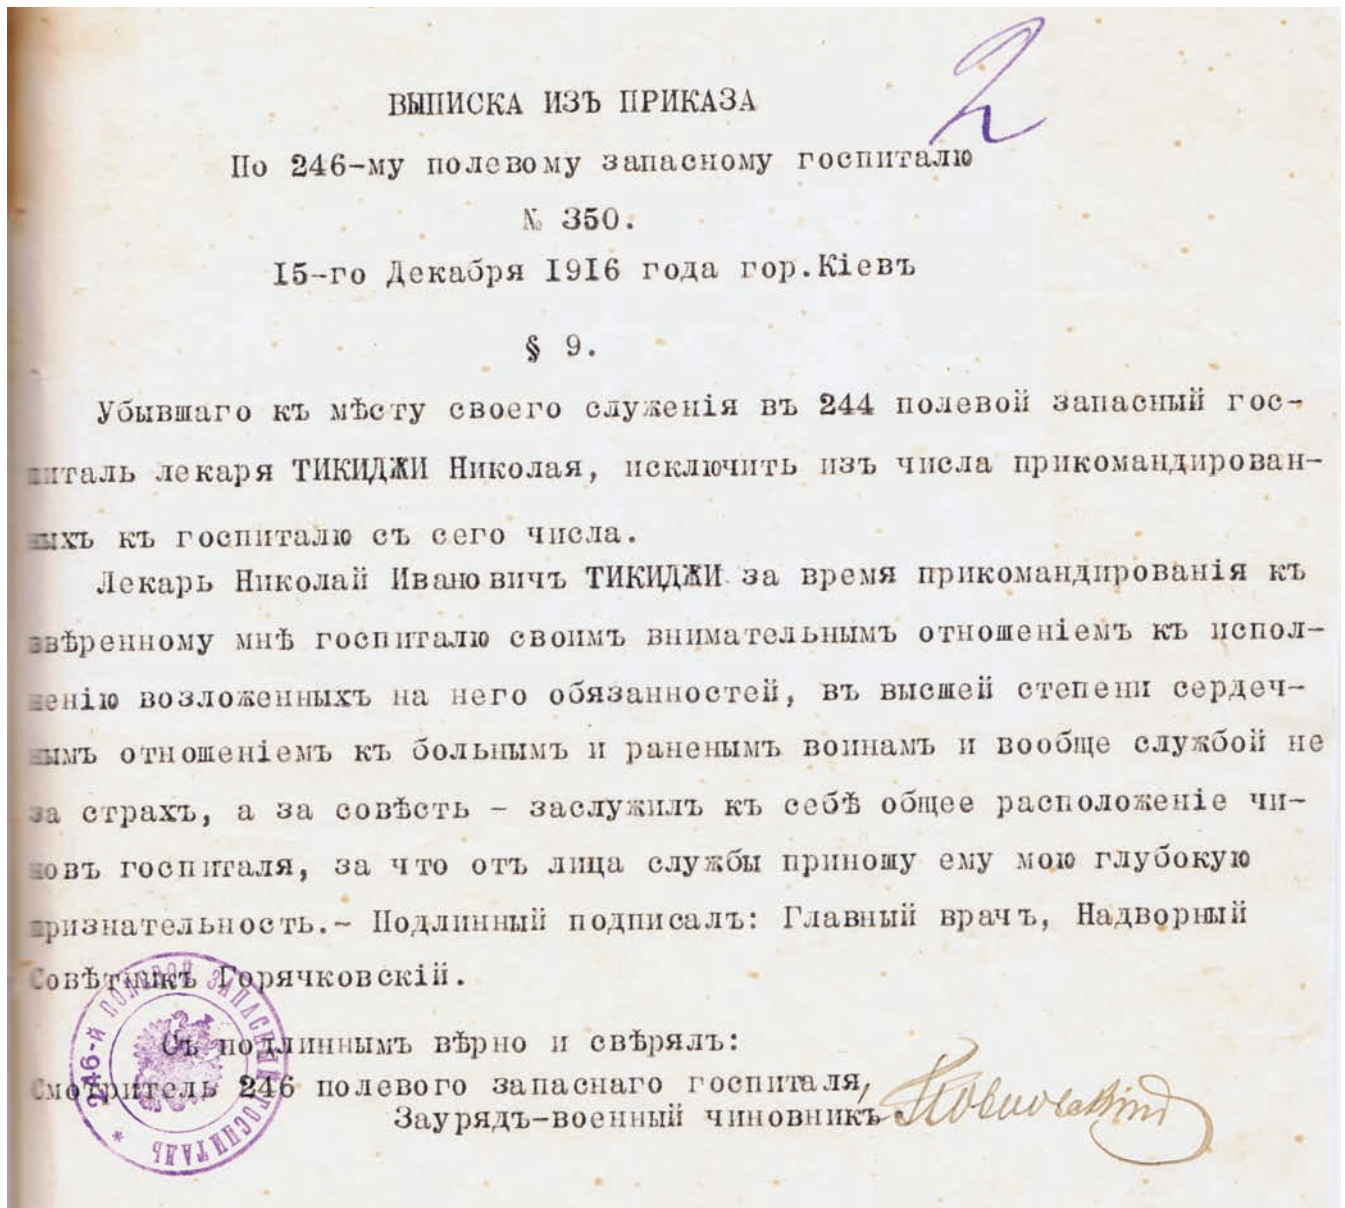 2
ВЫПИСКА ИЗЪ ПРИКАЗА
По 246-му полевому запасному госпиталю
№ 350.
15-го Декабря 1916 года гор.Кіевъ
§ 9.
Убывшаго къ мѣсту своего служенія въ 244 полевой запасный гос-
питаль лекаря ТИКИДЖИ Николая, исключить изъ числа прикомандирован-
ныхъ къ госпиталю съ сего числа.
Лекарь Николай Ивановичъ ТИКИДЖИ за время прикомандированія къ
ввѣренному мнѣ госпиталю своимъ внимательнымъ отношеніемъ къ испол-
ненію возложенныхъ на него обязанностей, въ высшей степени сердеч-
нымъ отношеніемъ къ больнымъ и раненымъ воинамъ и вообще службой не
за страхъ, а за совѣсть - заслужилъ къ себѣ общее расположеніе чи-
новъ госпиталя, за что отъ лица службы приношу ему мою глубокую
признательность.- Подлинный подписалъ: Главный врачъ, Надворный
Совѣтникъ Горячковскій.
Съ подлиннымъ вѣрно и свѣрялъ:
Смотритель 246 полевого запаснаго госпиталя,
Заурядъ-военный чиновникъ
246-й ПОЛЕВОЙ ЗАПАСНЫЙ ГОСПИТАЛЬ *